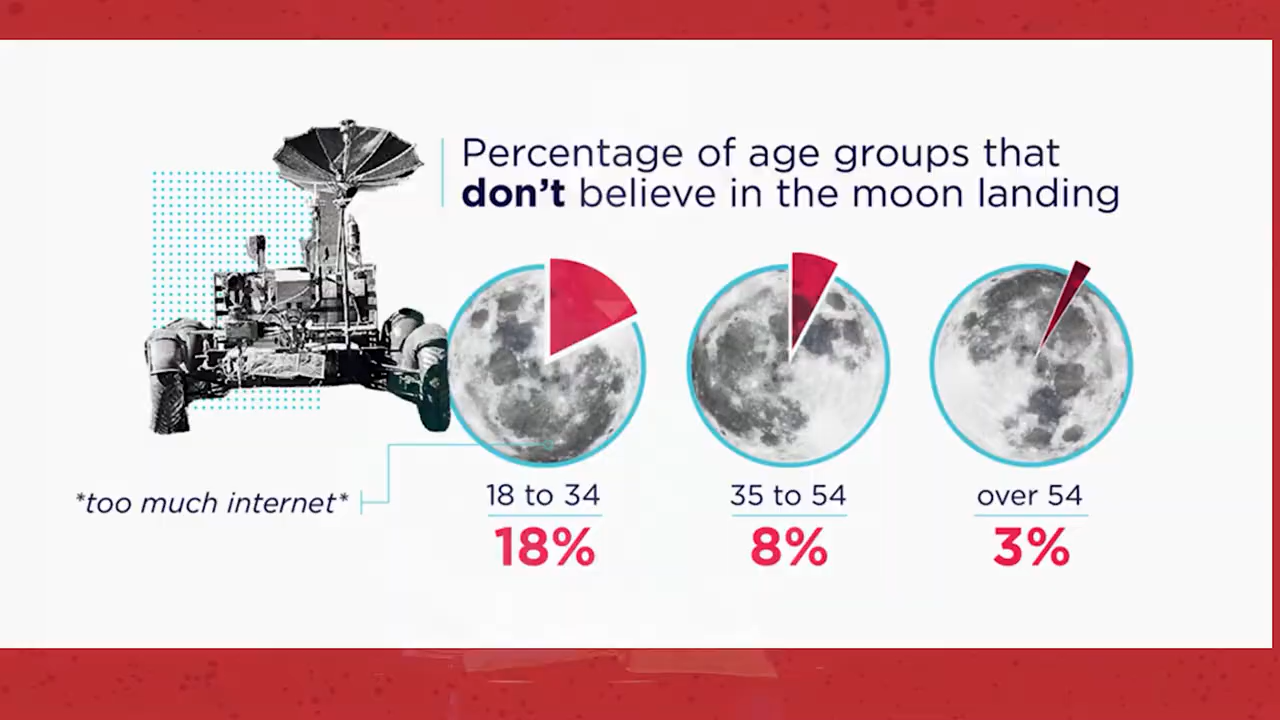 Percentage of age groups that
don't believe in the moon landing
*too much internet*
18 to 34
18%
35 to 54
8%
over 54
3%